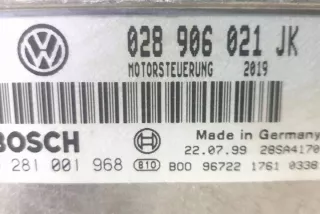 028 906 021 JK
MOTORSTEUERUNG 2019
BOSCH Made in Germany
281 001 968 810 22.07.99 28SA4170
B00 96722 1761 0338